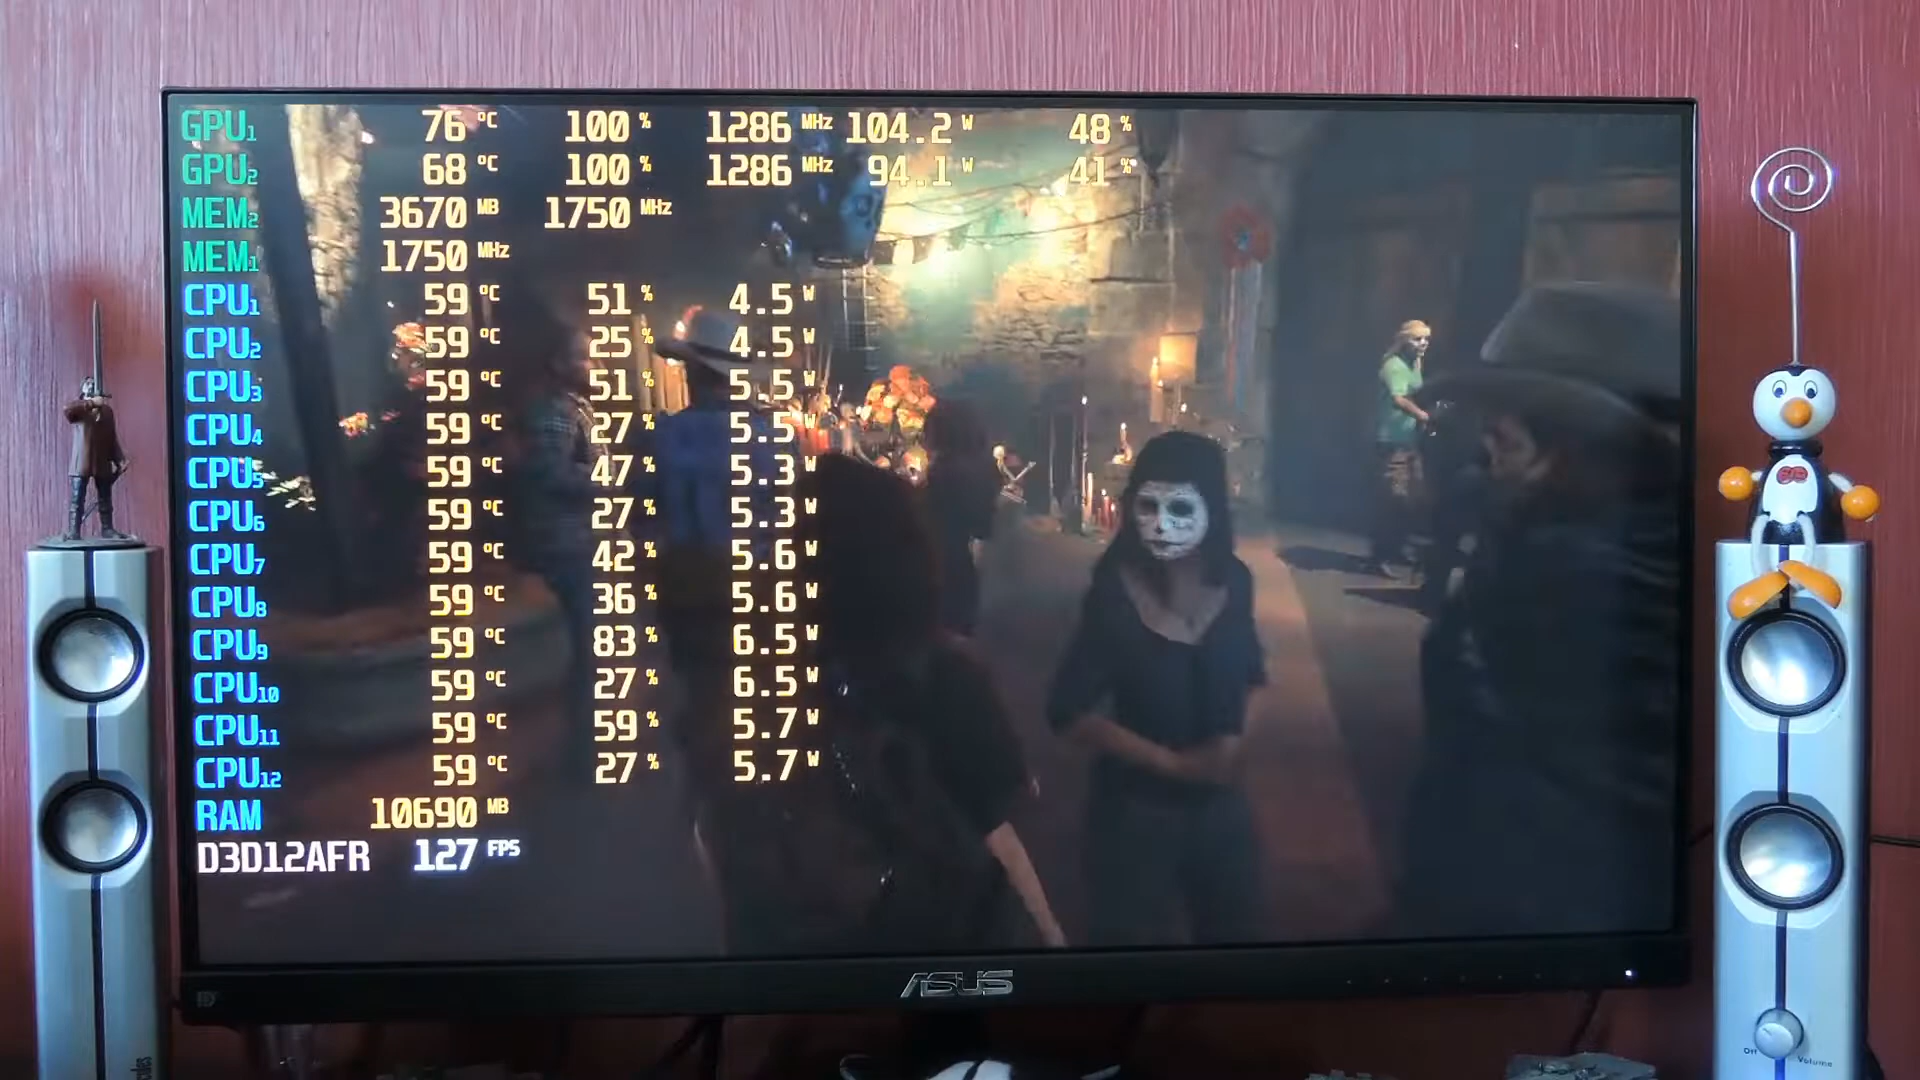 GPU1 76 °C 100 % 1286 MHz 104.2 W 48 %
GPU2 68 °C 100 % 1286 MHz 94.1 W 41 %
MEM2 3670 MB 1750 MHz
MEM1 1750 MHz
CPU1 59 °C 51 % 4.5 W
CPU2 59 °C 25 % 4.5 W
CPU3 59 °C 51 % 5.5 W
CPU4 59 °C 27 % 5.5 W
CPU5 59 °C 47 % 5.3 W
CPU6 59 °C 27 % 5.3 W
CPU7 59 °C 42 % 5.6 W
CPU8 59 °C 36 % 5.6 W
CPU9 59 °C 83 % 6.5 W
CPU10 59 °C 27 % 6.5 W
CPU11 59 °C 59 % 5.7 W
CPU12 59 °C 27 % 5.7 W
RAM 10690 MB
D3D12AFR 127 FPS
ASUS
Off Volume